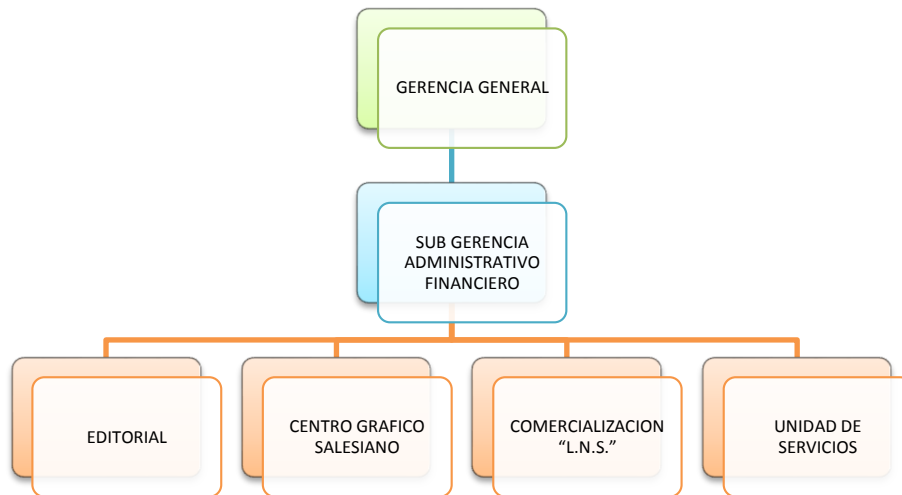 GERENCIA GENERAL
SUB GERENCIA
ADMINISTRATIVO
FINANCIERO
EDITORIAL
CENTRO GRAFICO
SALESIANO
COMERCIALIZACION
“L.N.S.”
UNIDAD DE
SERVICIOS